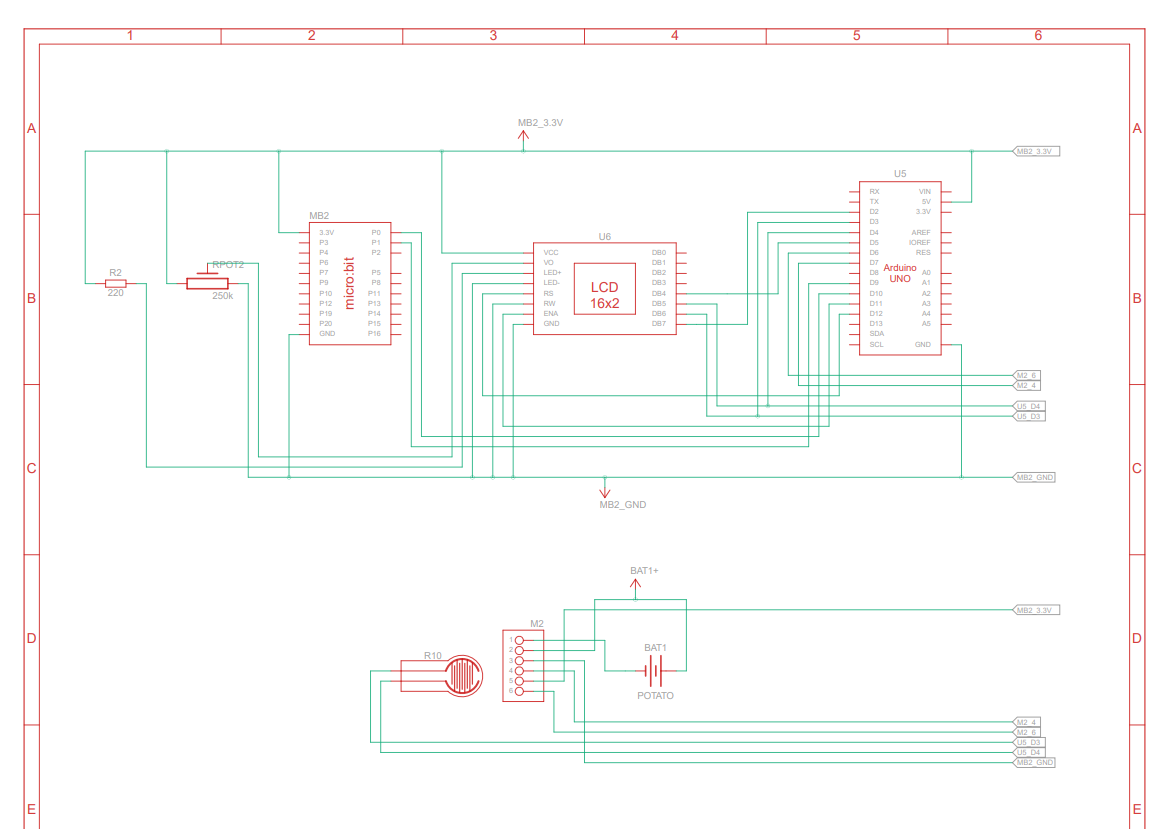 1 2 3 4 5 6
A A
MB2_3.3V
MB2_3.3V
U5
RX VIN
TX 5V
D2 3.3V
D3
D4 AREF
D5 IOREF
D6 RES
D7
Arduino
UNO
D8 A0
D9 A1
D10 A2
D11 A3
D12 A4
D13 A5
SDA
SCL GND
MB2
3.3V P0
P3 P1
P4 P2
P6
P7 P5
P9 P8
P10 P11
P12 P13
P19 P14
P20 P15
GND P16
micro:bit
U6
VCC DB0
VO DB1
LED+ DB2
LED- DB3
RS DB4
RW DB5
ENA DB6
GND DB7
LCD
16x2
RPOT2
250k
R2
220
B B
M2_6
M2_4
U5_D4
U5_D3
C C
MB2_GND
MB2_GND
BAT1+
MB2_3.3V
M2
1
2
3
4
5
6
D D
R10
BAT1
POTATO
M2_4
M2_6
U5_D3
U5_D4
MB2_GND
E E